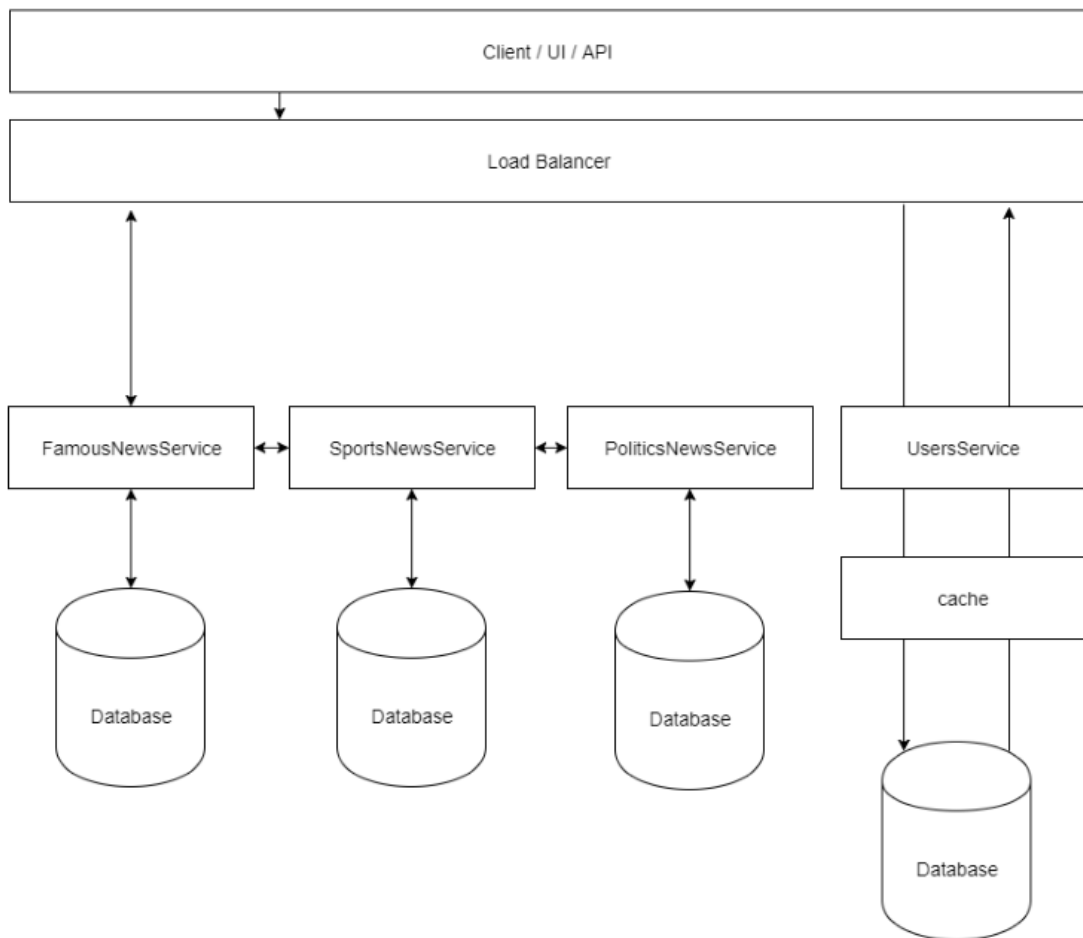 Client / UI / API
Load Balancer
FamousNewsService
SportsNewsService
PoliticsNewsService
UsersService
cache
Database
Database
Database
Database